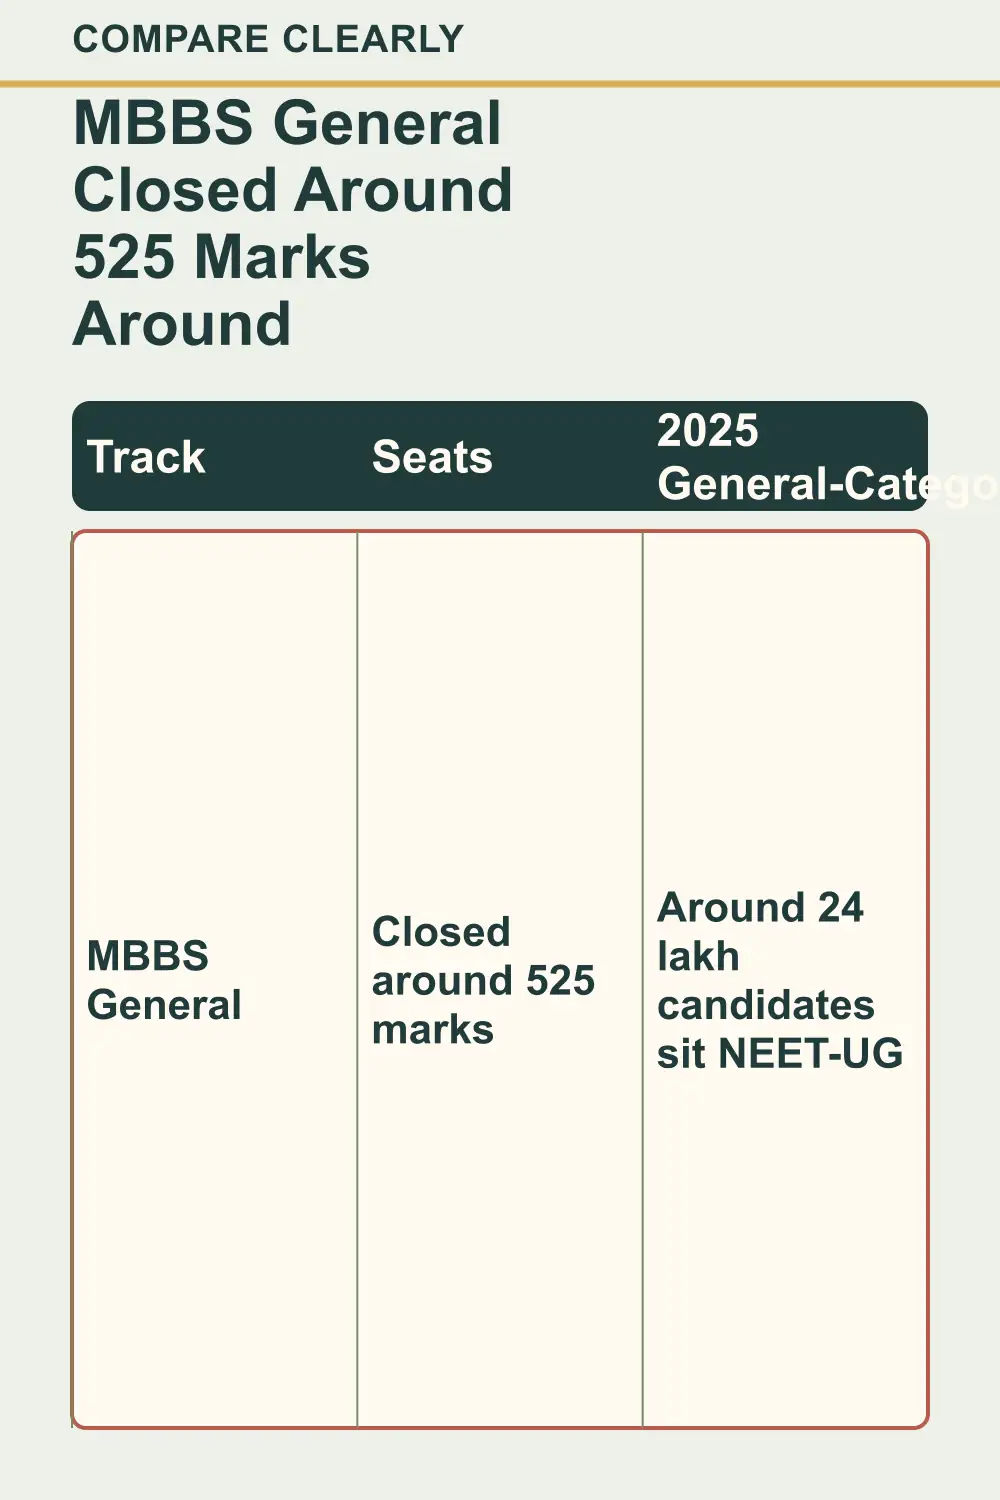 COMPARE CLEARLY
MBBS General
Closed Around
525 Marks
Around
Track
Seats
2025
General-Catego
MBBS
General
Closed
around 525
marks
Around 24
lakh
candidates
sit NEET-UG